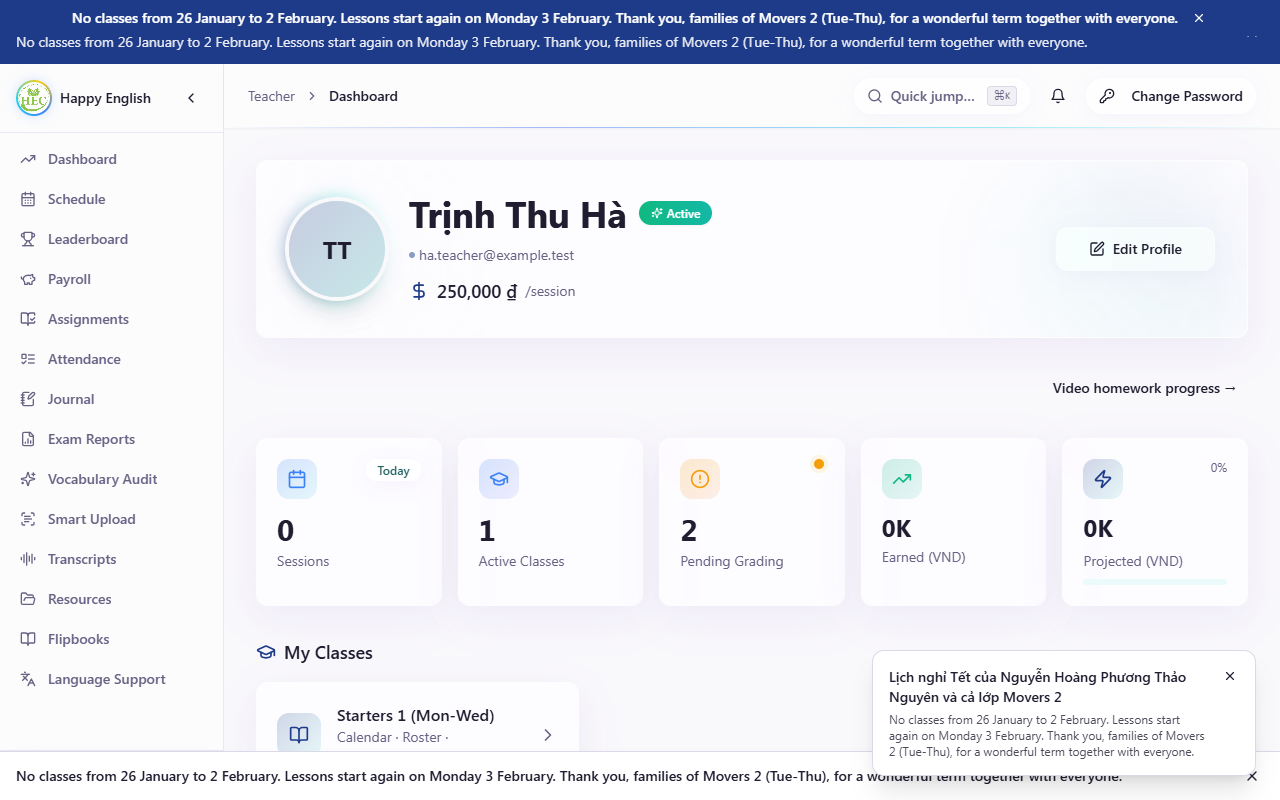 No classes from 26 January to 2 February. Lessons start again on Monday 3 February. Thank you, families of Movers 2 (Tue-Thu), for a wonderful term together with everyone.
No classes from 26 January to 2 February. Lessons start again on Monday 3 February. Thank you, families of Movers 2 (Tue-Thu), for a wonderful term together with everyone.
HEC
Happy English
Teacher
Dashboard
Quick jump...
⌘K
Change Password
Dashboard
Schedule
Leaderboard
Payroll
Assignments
Attendance
Journal
Exam Reports
Vocabulary Audit
Smart Upload
Transcripts
Resources
Flipbooks
Language Support
TT
Trịnh Thu Hà
Active
ha.teacher@example.test
250,000 ₫ /session
Edit Profile
Video homework progress →
Today
0
Sessions
1
Active Classes
2
Pending Grading
0K
Earned (VND)
0%
0K
Projected (VND)
My Classes
Starters 1 (Mon-Wed)
Calendar · Roster ·
Lịch nghỉ Tết của Nguyễn Hoàng Phương Thảo
Nguyên và cả lớp Movers 2
No classes from 26 January to 2 February. Lessons start
again on Monday 3 February. Thank you, families of Movers
2 (Tue-Thu), for a wonderful term together with everyone.
No classes from 26 January to 2 February. Lessons start again on Monday 3 February. Thank you, families of Movers 2 (Tue-Thu), for a wonderful term together with everyone.